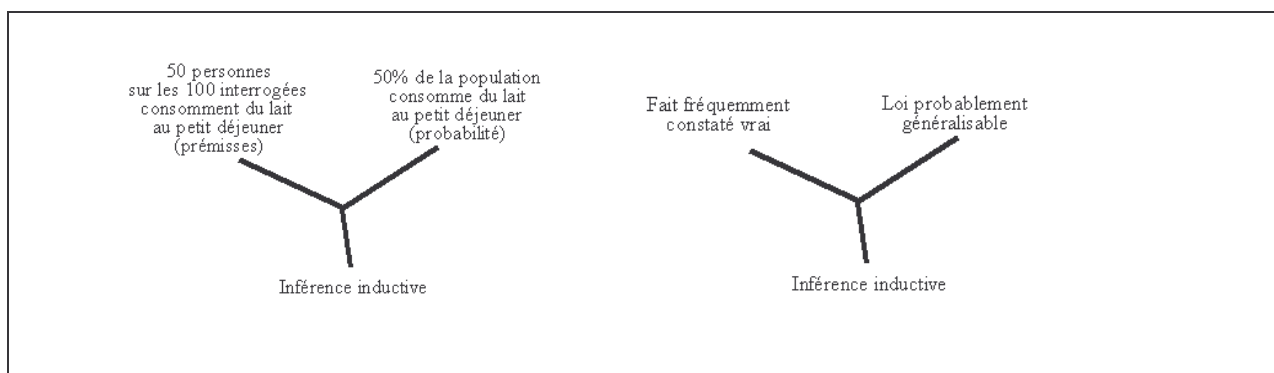 50 personnes
sur les 100 interrogées
consomment du lait
au petit déjeuner
(prémisses)
50% de la population
consomme du lait
au petit déjeuner
(probabilité)
Inférence inductive
Fait fréquemment
constaté vrai
Loi probablement
généralisable
Inférence inductive